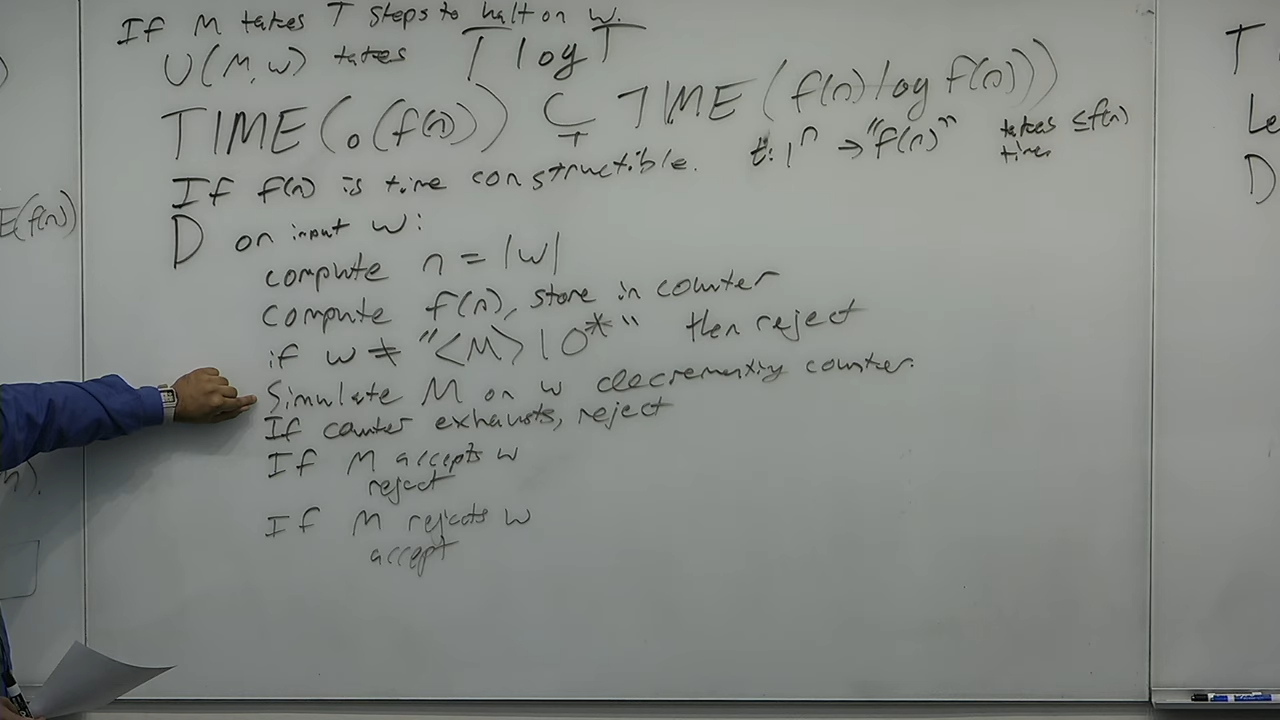 If M takes T steps to halt on w.
U(M,w) takes T log T
TIME(o(f(n))) ⊊ TIME(f(n) log f(n)))
If f(n) is time constructible. t: 1^n → "f(n)" takes ≤f(n) time
D on input w:
compute n = |w|
compute f(n), store in counter
if w ≠ "<M>10*" then reject
Simulate M on w decrementing counter.
If counter exhausts, reject
If M accepts w
reject
If M rejects w
accept
E(f(n))
T
Le
D